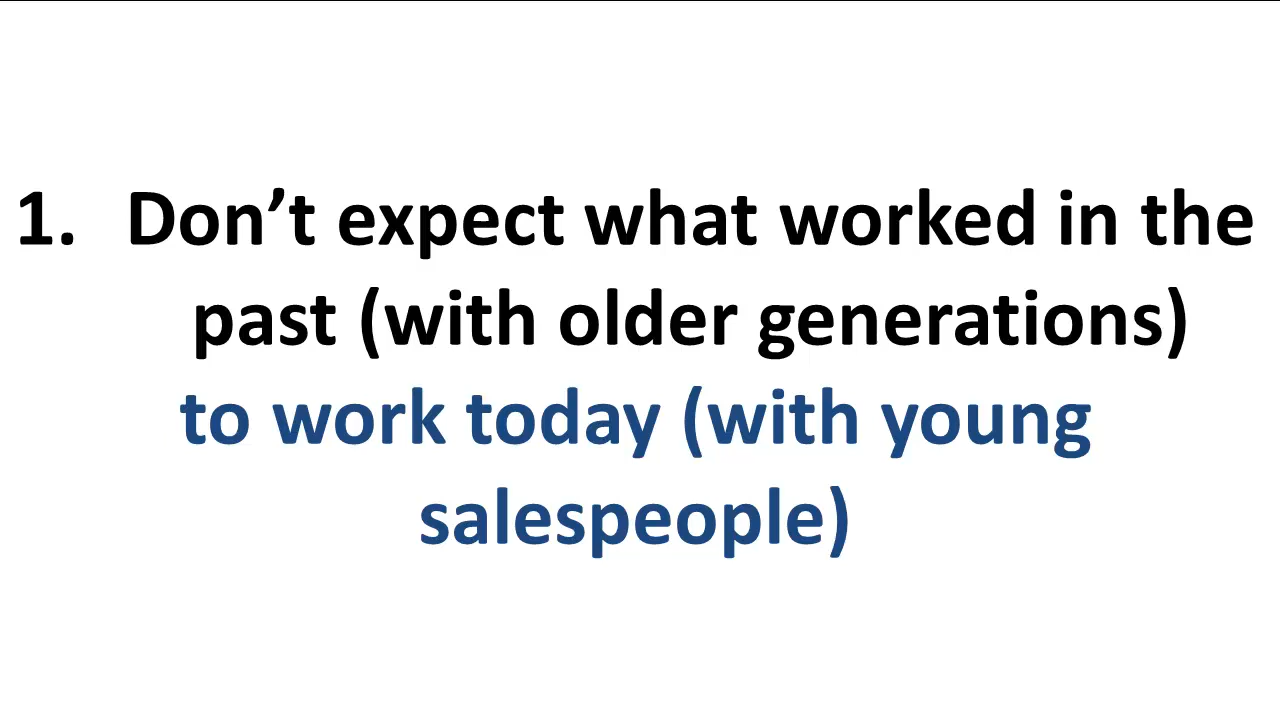 1. Don’t expect what worked in the
past (with older generations)
to work today (with young
salespeople)